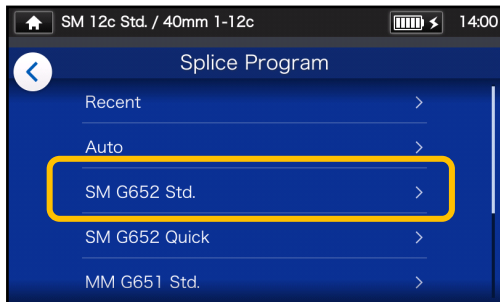 SM 12c Std. / 40mm 1-12c 14:00
Splice Program
Recent
Auto
SM G652 Std.
SM G652 Quick
MM G651 Std.